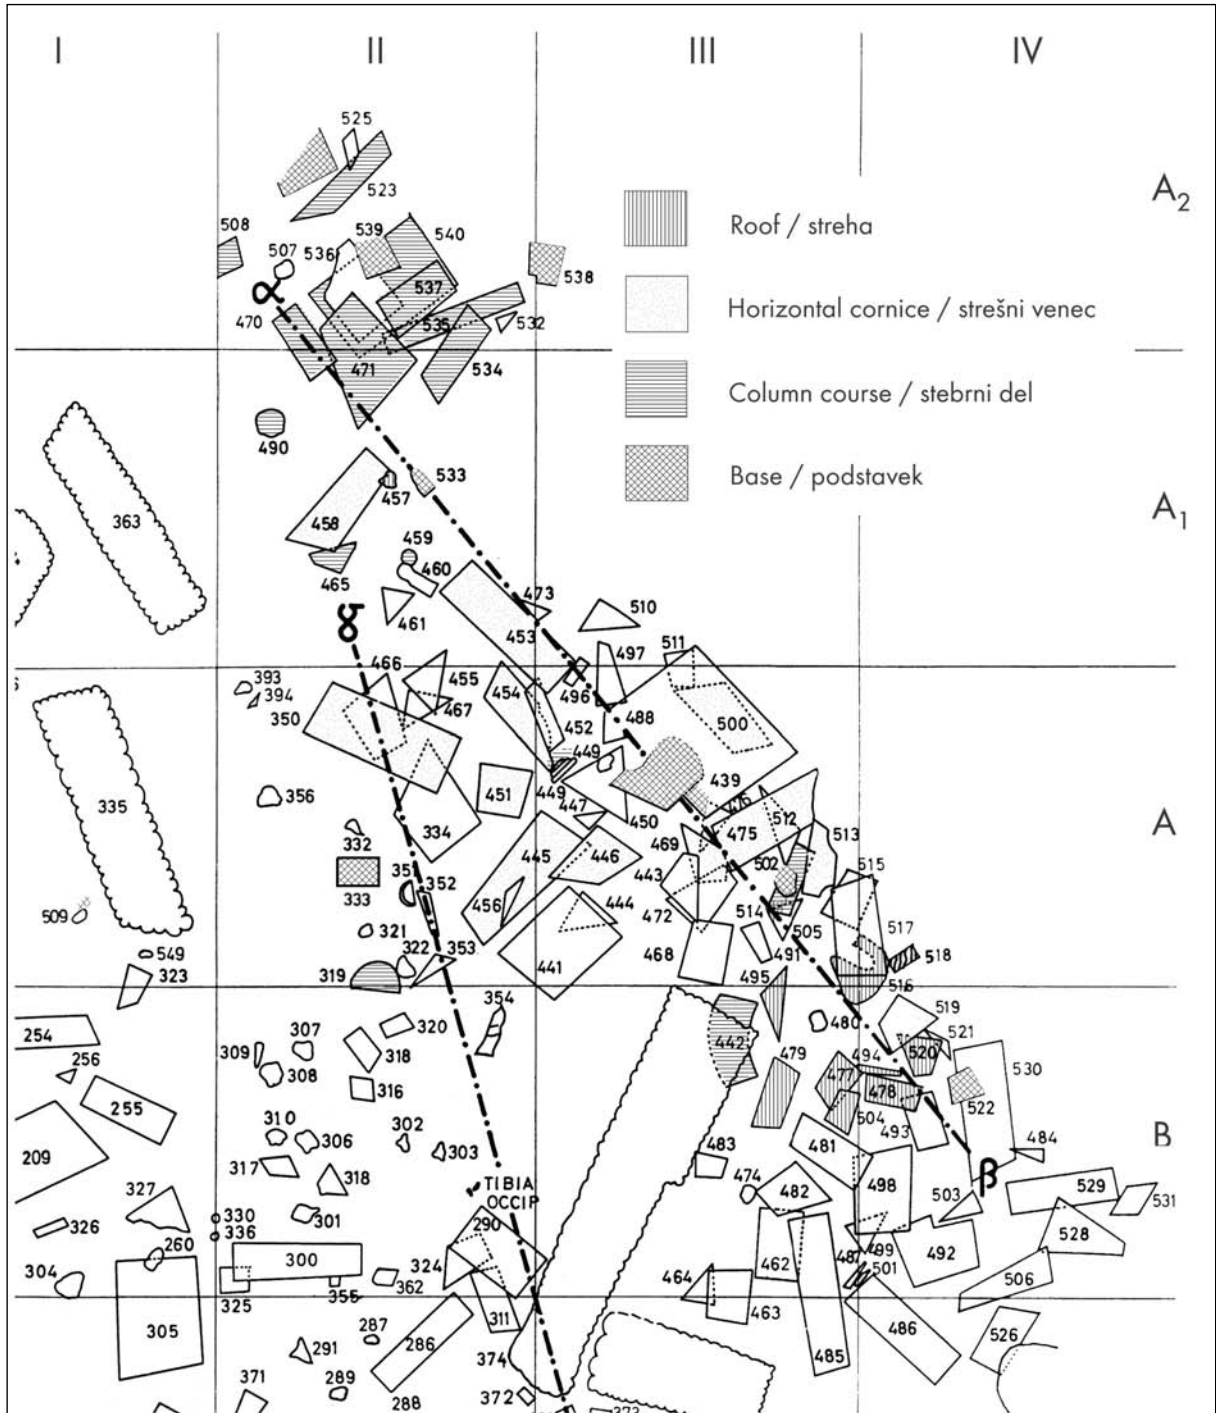 I II III IV
525
A2
523
508 539 540
507 536
Roof / streha
538
537
Horizontal cornice / strešni venec
470
535 532
471 534
Column course / stebrni del
490
533
457
Base / podstavek
363 458
A1
459
460
465
473
461 510
453
511
497
466
393 455
394 454 496
350 467 452 488 500
449
439
356 451 449 476
335 447 512
450
334 475 A
332 469 513
445 446
351 352 443 502 515
333
509 456 444 472 514
321 505 517
549 322 353 468 491
323 319 441 518
495
516
354 519
254 320 480
307 521
309 318 442 479 494 520 530
256 308
316 477 478
255 522
310 302 504 493
306 483 481 484 B
209 303
317 318 474
TIBIA
OCCIP
482 498 β
327 503 529
330 301 290 531
326 336
260 528
300 324 487 499 492
304 462 501
464 506
325 355 362
463
305 287 311 486 526
291 286
374 485
371 289
288 372 373